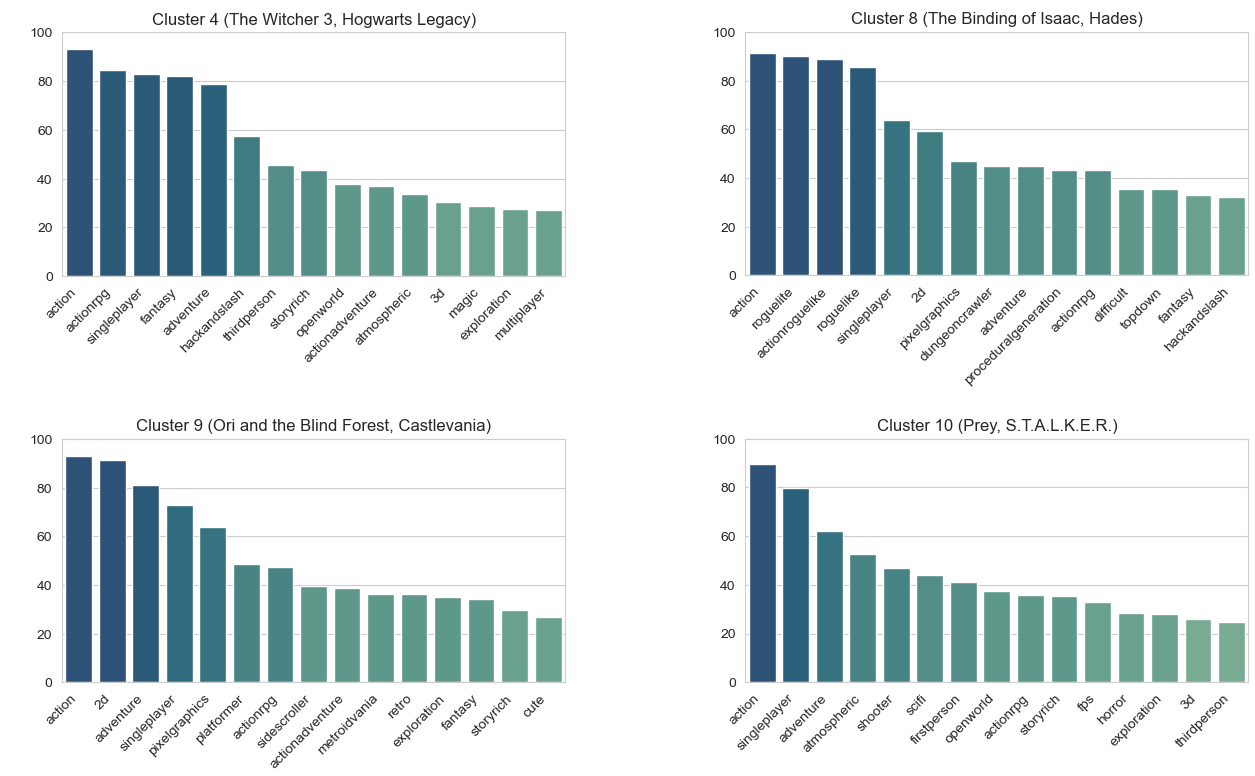 Cluster 4 (The Witcher 3, Hogwarts Legacy)
100
80
60
40
20
0
action
actionrpg
singleplayer
fantasy
adventure
hackandslash
thirdperson
storyrich
openworld
actionadventure
atmospheric
3d
magic
exploration
multiplayer
Cluster 8 (The Binding of Isaac, Hades)
100
80
60
40
20
0
action
roguelite
actionroguelike
roguelike
singleplayer
2d
pixelgraphics
dungeoncrawler
adventure
proceduralgeneration
actionrpg
difficult
topdown
fantasy
hackandslash
Cluster 9 (Ori and the Blind Forest, Castlevania)
100
80
60
40
20
0
action
2d
adventure
singleplayer
pixelgraphics
platformer
actionrpg
sidescroller
actionadventure
metroidvania
retro
exploration
fantasy
storyrich
cute
Cluster 10 (Prey, S.T.A.L.K.E.R.)
100
80
60
40
20
0
action
singleplayer
adventure
atmospheric
shooter
scifi
firstperson
openworld
actionrpg
storyrich
fps
horror
exploration
3d
thirdperson